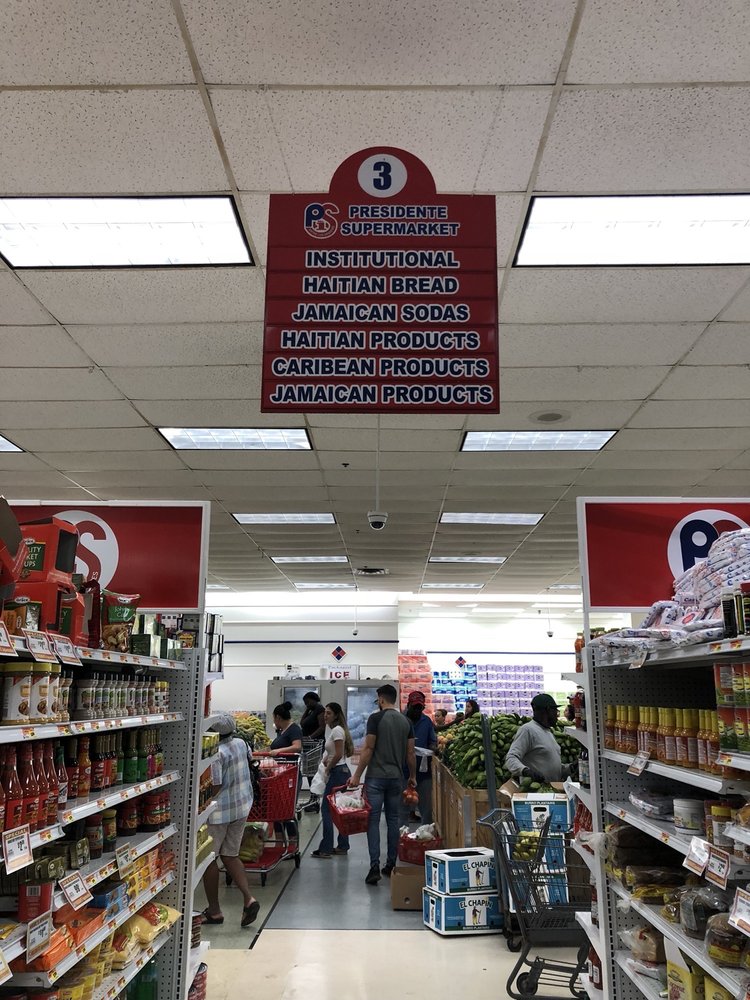 3
PS PRESIDENTE
SUPERMARKET
INSTITUTIONAL
HAITIAN BREAD
JAMAICAN SODAS
HAITIAN PRODUCTS
CARIBEAN PRODUCTS
JAMAICAN PRODUCTS
ICE
EL CHAPIN
EL CHAPIN